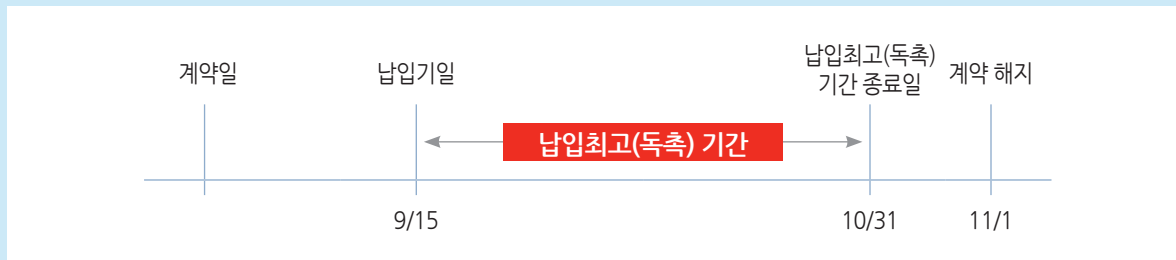 계약일
납입기일
납입최고(독촉)
기간 종료일
계약 해지
납입최고(독촉) 기간
9/15
10/31
11/1